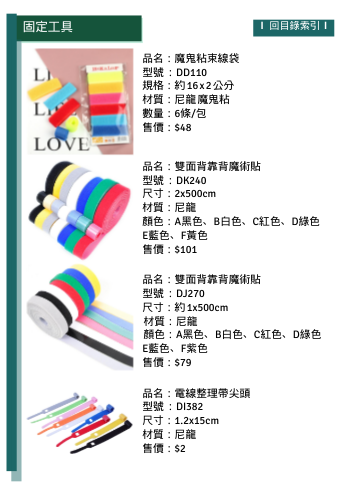 固定工具
I 回目錄索引 I
品名：魔鬼粘束線袋
型號：DD110
規格：約16 x 2 公分
材質：尼龍 魔鬼粘
數量：6條/包
售價：$48
LOVE
品名：雙面背靠背魔術貼
型號：DK240
尺寸：2x500cm
材質：尼龍
顏色：A黑色、B白色、C紅色、D綠色
E藍色、F黃色
售價：$101
品名：雙面背靠背魔術貼
型號：DJ270
尺寸：約1x500cm
材質：尼龍
顏色：A黑色、B白色、C紅色、D綠色
E藍色、F紫色
售價：$79
品名：電線整理帶尖頭
型號：DI382
尺寸：1.2x15cm
材質：尼龍
售價：$2